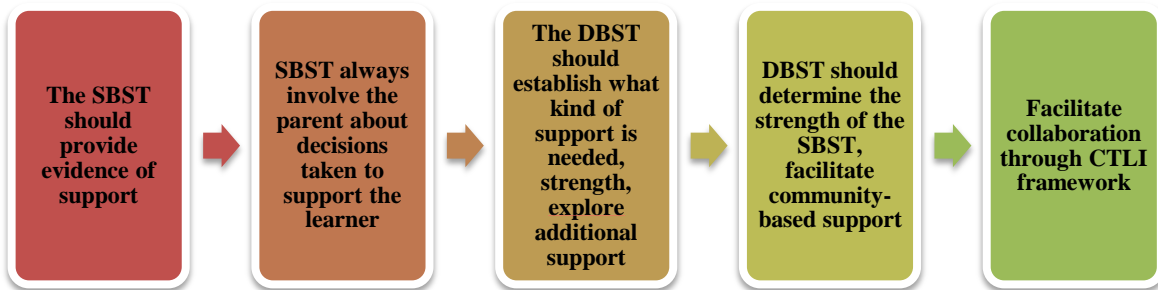 The SBST
should
provide
evidence of
support
SBST always
involve the
parent about
decisions
taken to
support the
learner
The DBST
should
establish what
kind of
support is
needed,
strength,
explore
additional
support
DBST should
determine the
strength of the
SBST,
facilitate
community-
based support
Facilitate
collaboration
through CTLI
framework